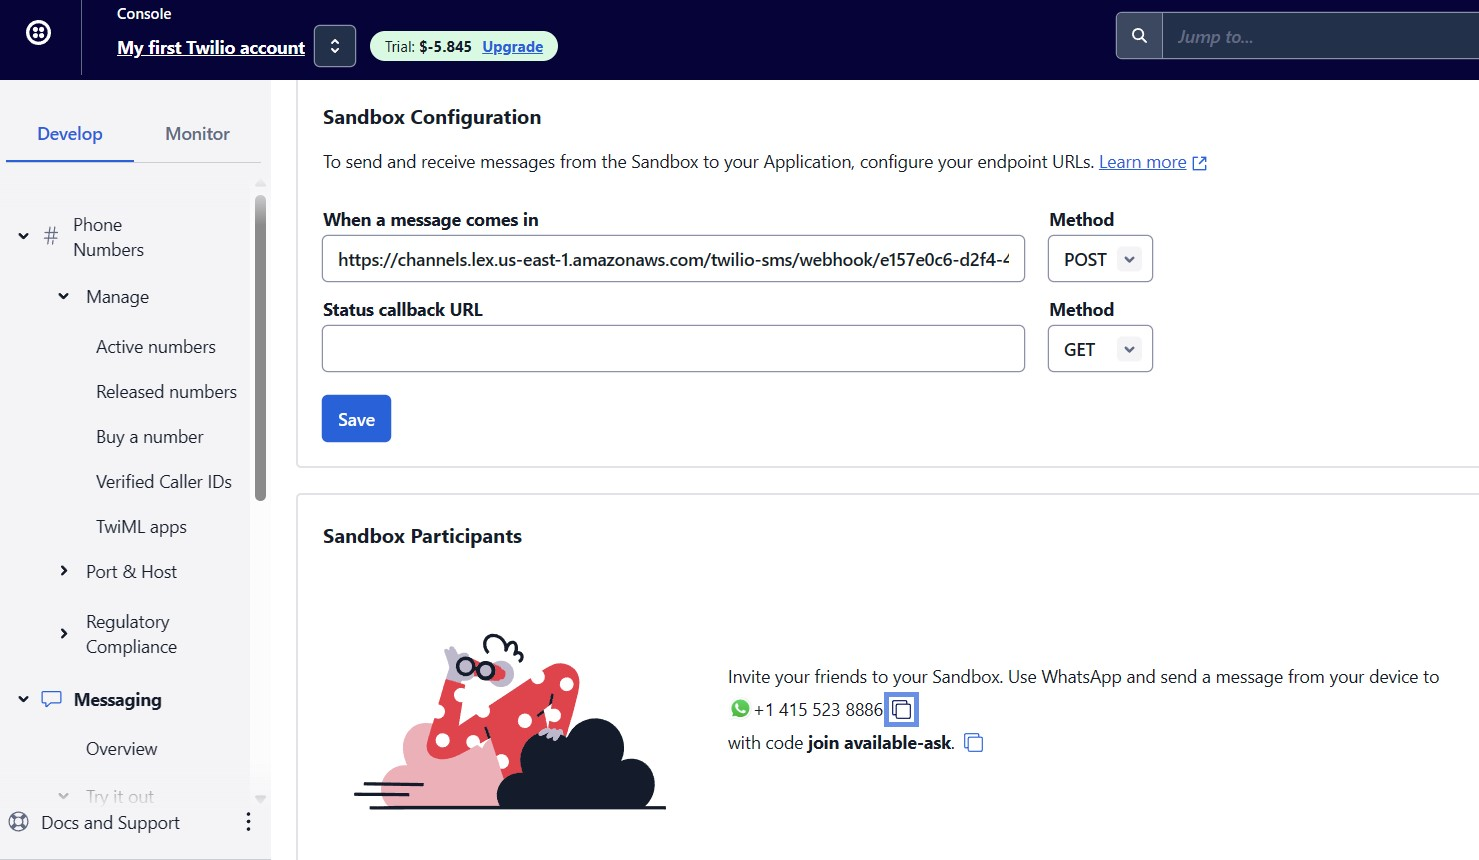 Console
My first Twilio account
Trial: $-5.845 Upgrade
Jump to...
Develop Monitor
Phone
Numbers
Manage
Active numbers
Released numbers
Buy a number
Verified Caller IDs
TwiML apps
Port & Host
Regulatory
Compliance
Messaging
Overview
Try it out
Docs and Support
Sandbox Configuration
To send and receive messages from the Sandbox to your Application, configure your endpoint URLs. Learn more
When a message comes in Method
https://channels.lex.us-east-1.amazonaws.com/twilio-sms/webhook/e157e0c6-d2f4-4 POST
Status callback URL Method
GET
Save
Sandbox Participants
Invite your friends to your Sandbox. Use WhatsApp and send a message from your device to
+1 415 523 8886
with code join available-ask.